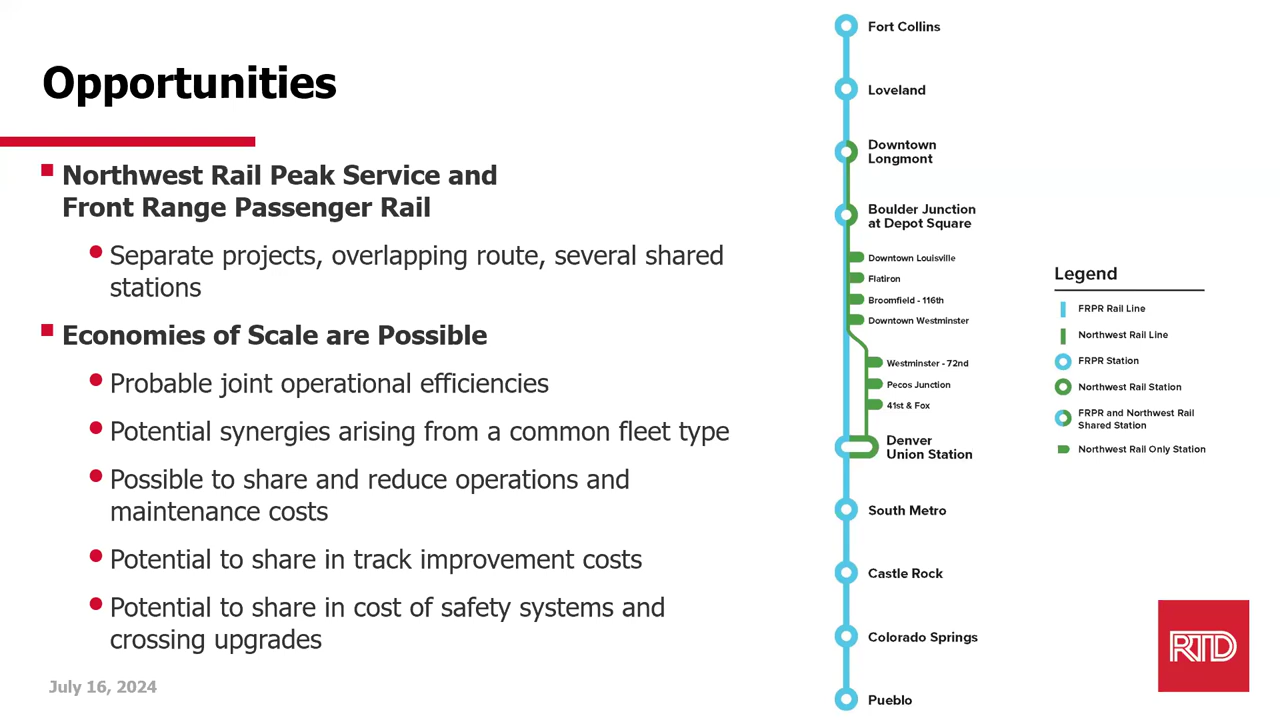 Opportunities
Northwest Rail Peak Service and
Front Range Passenger Rail
Separate projects, overlapping route, several shared
stations
Economies of Scale are Possible
Probable joint operational efficiencies
Potential synergies arising from a common fleet type
Possible to share and reduce operations and
maintenance costs
Potential to share in track improvement costs
Potential to share in cost of safety systems and
crossing upgrades
July 16, 2024
Fort Collins
Loveland
Downtown
Longmont
Boulder Junction
at Depot Square
Downtown Louisville
Flatiron
Broomfield - 116th
Downtown Westminster
Westminster - 72nd
Pecos Junction
41st & Fox
Denver
Union Station
South Metro
Castle Rock
Colorado Springs
Pueblo
Legend
FRPR Rail Line
Northwest Rail Line
FRPR Station
Northwest Rail Station
FRPR and Northwest Rail
Shared Station
Northwest Rail Only Station
RTD